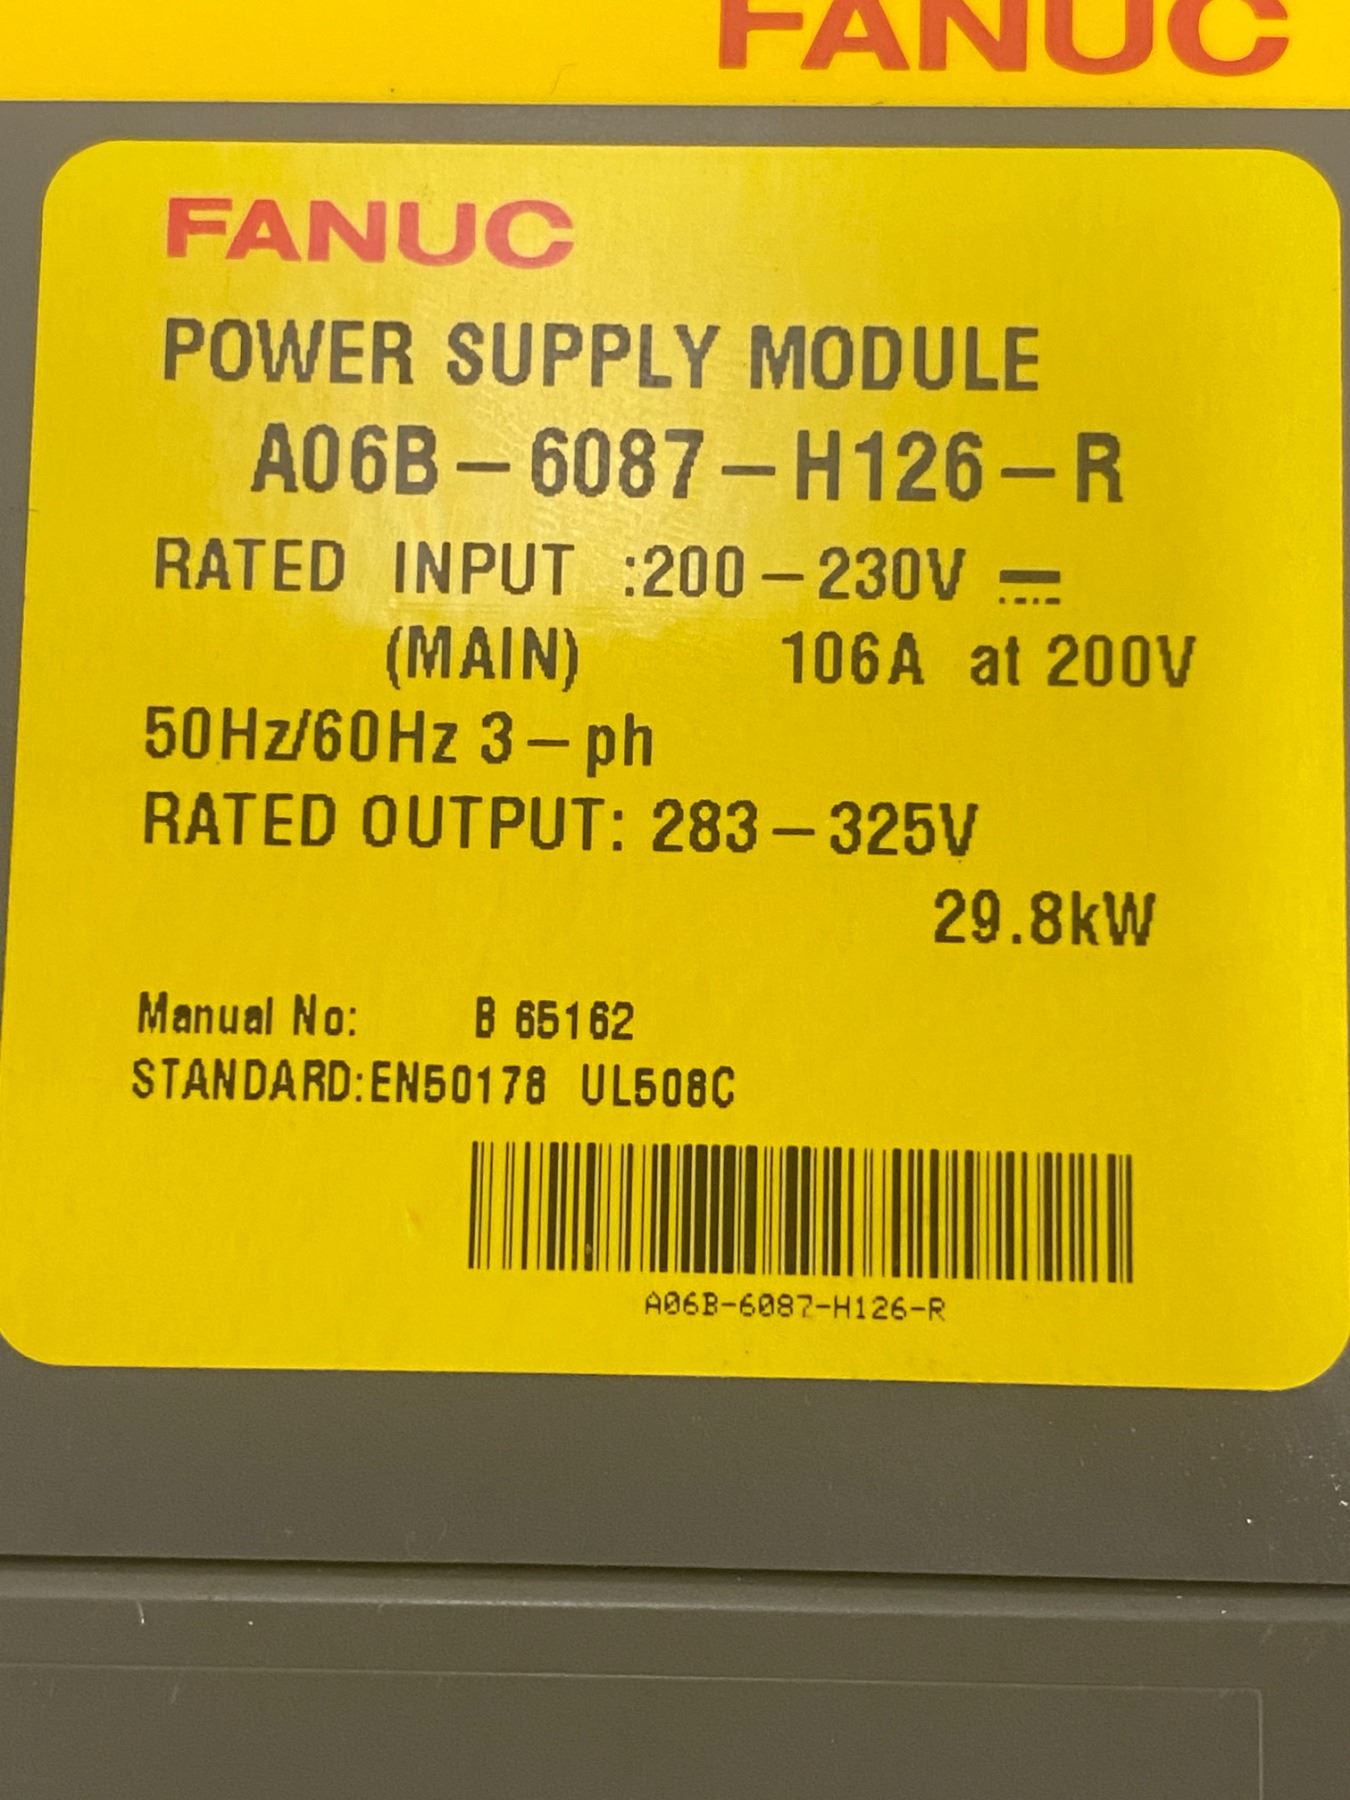 FANUC
FANUC
POWER SUPPLY MODULE
A06B-6087-H126-R
RATED INPUT :200-230V ⎓
(MAIN) 106A at 200V
50Hz/60Hz 3-ph
RATED OUTPUT: 283-325V
29.8kW
Manual No: B 65162
STANDARD:EN50178 UL508C
A06B-6087-H126-R